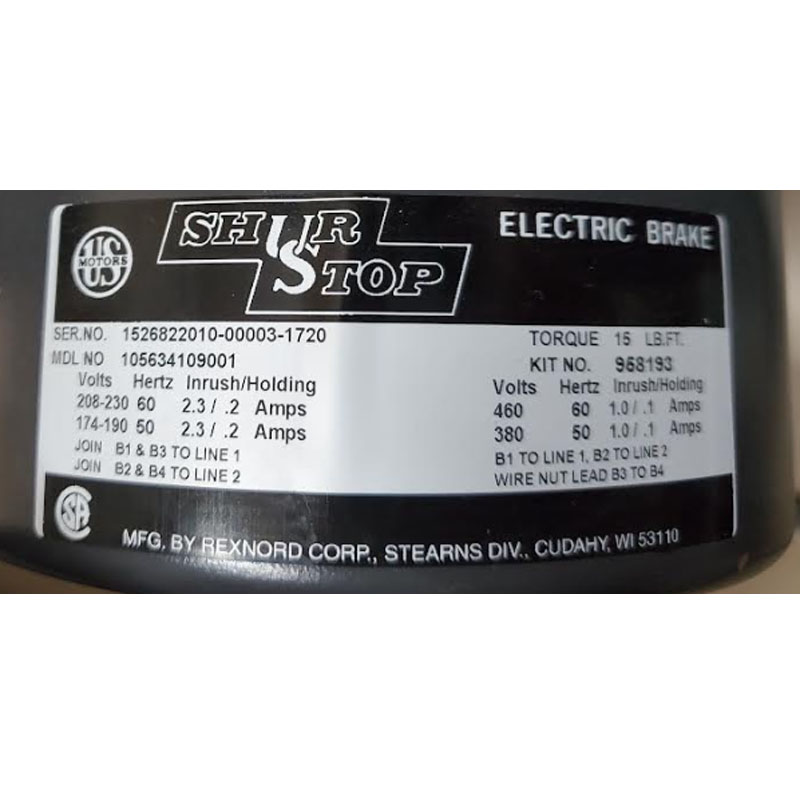 US
MOTORS
SHUR
STOP
ELECTRIC BRAKE
SER.NO. 1526822010-00003-1720
MDL NO 105634109001
Volts Hertz Inrush/Holding
208-230 60 2.3 / .2 Amps
174-190 50 2.3 / .2 Amps
JOIN B1 & B3 TO LINE 1
JOIN B2 & B4 TO LINE 2
TORQUE 15 LB.FT.
KIT NO. 968193
Volts Hertz Inrush/Holding
460 60 1.0 / .1 Amps
380 50 1.0 / .1 Amps
B1 TO LINE 1, B2 TO LINE 2
WIRE NUT LEAD B3 TO B4
CSA
MFG. BY REXNORD CORP., STEARNS DIV., CUDAHY, WI 53110